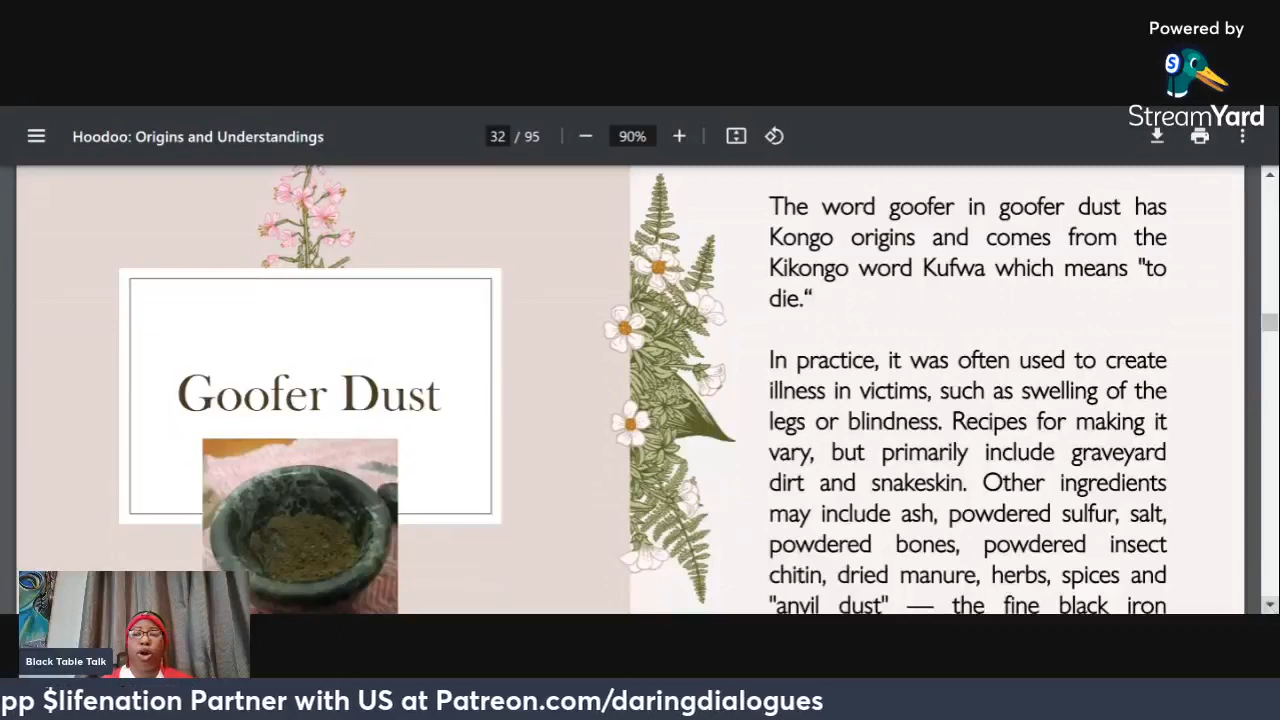 Powered by
StreamYard
Hoodoo: Origins and Understandings
32 / 95
90%
The word goofer in goofer dust has
Kongo origins and comes from the
Kikongo word Kufwa which means "to
die.“
In practice, it was often used to create
illness in victims, such as swelling of the
legs or blindness. Recipes for making it
vary, but primarily include graveyard
dirt and snakeskin. Other ingredients
may include ash, powdered sulfur, salt,
powdered bones, powdered insect
chitin, dried manure, herbs, spices and
"anvil dust" — the fine black iron
Goofer Dust
Black Table Talk
pp $lifenation Partner with US at Patreon.com/daringdialogues